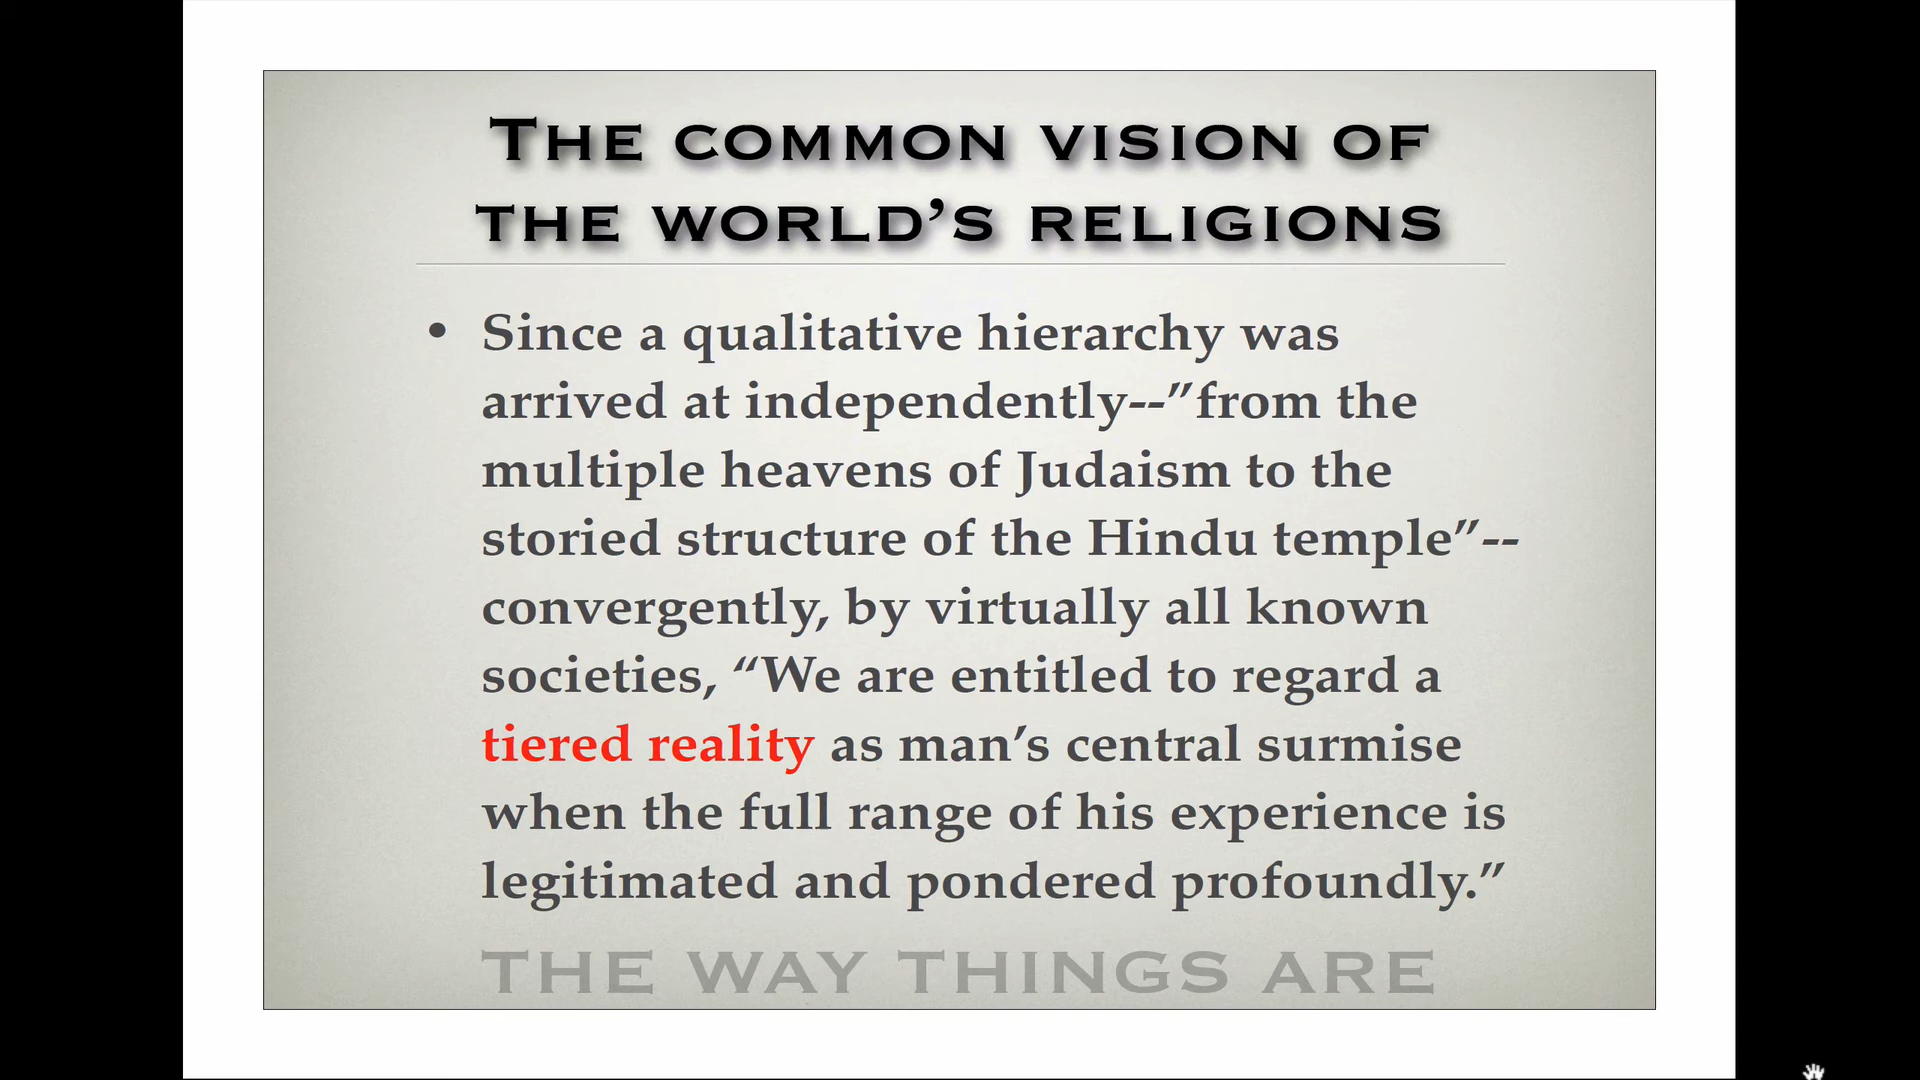 THE COMMON VISION OF
THE WORLD’S RELIGIONS
• Since a qualitative hierarchy was
arrived at independently--”from the
multiple heavens of Judaism to the
storied structure of the Hindu temple”--
convergently, by virtually all known
societies, “We are entitled to regard a
tiered reality as man’s central surmise
when the full range of his experience is
legitimated and pondered profoundly.”
THE WAY THINGS ARE